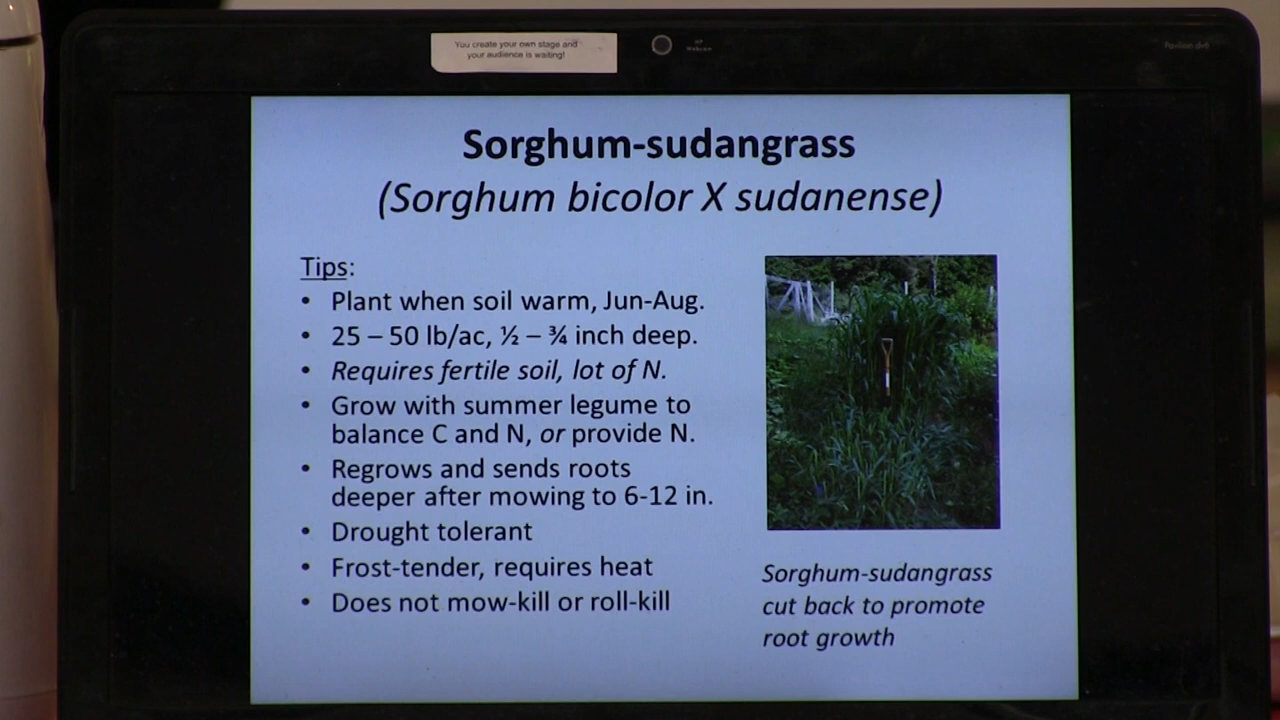 You create your own stage and
your audience is waiting!
HP
Webcam
Pavilion dv6
Sorghum-sudangrass
(Sorghum bicolor X sudanense)
Tips:
• Plant when soil warm, Jun-Aug.
• 25 – 50 lb/ac, ½ – ¾ inch deep.
• Requires fertile soil, lot of N.
• Grow with summer legume to
balance C and N, or provide N.
• Regrows and sends roots
deeper after mowing to 6-12 in.
• Drought tolerant
• Frost-tender, requires heat
• Does not mow-kill or roll-kill
Sorghum-sudangrass
cut back to promote
root growth